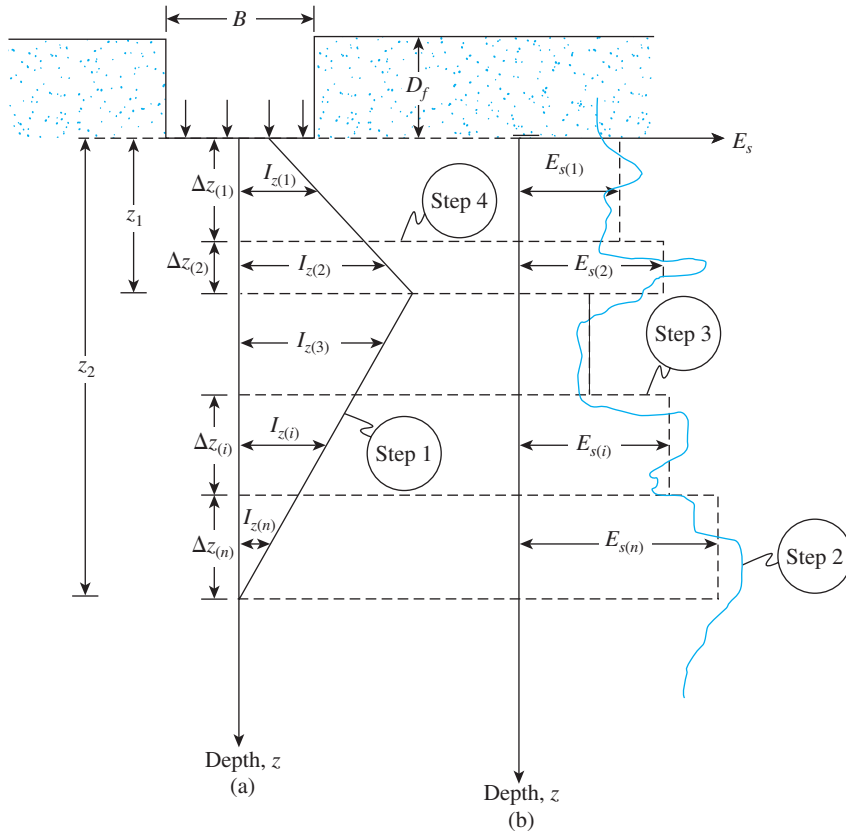 B
D_f
E_s
Δz_(1)
z_1
I_z(1)
E_s(1)
Step 4
Δz_(2)
I_z(2)
E_s(2)
z_2
I_z(3)
Step 3
Δz_(i)
I_z(i)
Step 1
E_s(i)
Δz_(n)
I_z(n)
E_s(n)
Step 2
Depth, z
(a)
Depth, z
(b)